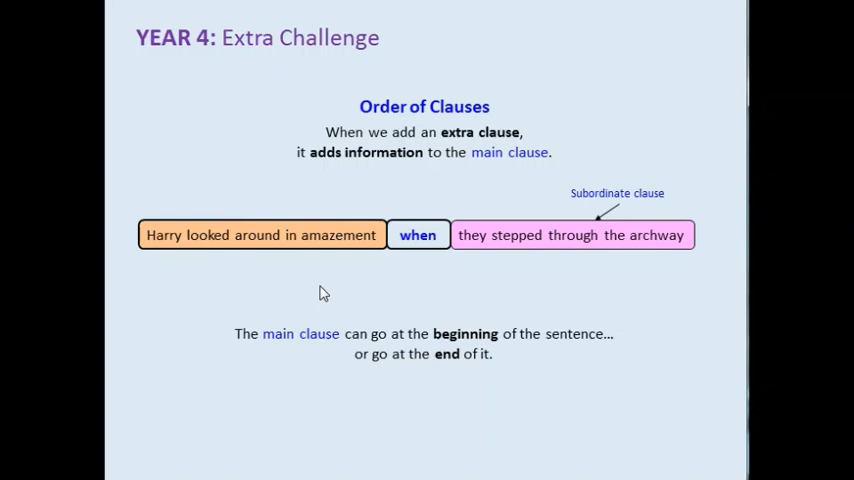 YEAR 4: Extra Challenge
Order of Clauses
When we add an extra clause,
it adds information to the main clause.
Subordinate clause
Harry looked around in amazement when they stepped through the archway
The main clause can go at the beginning of the sentence...
or go at the end of it.